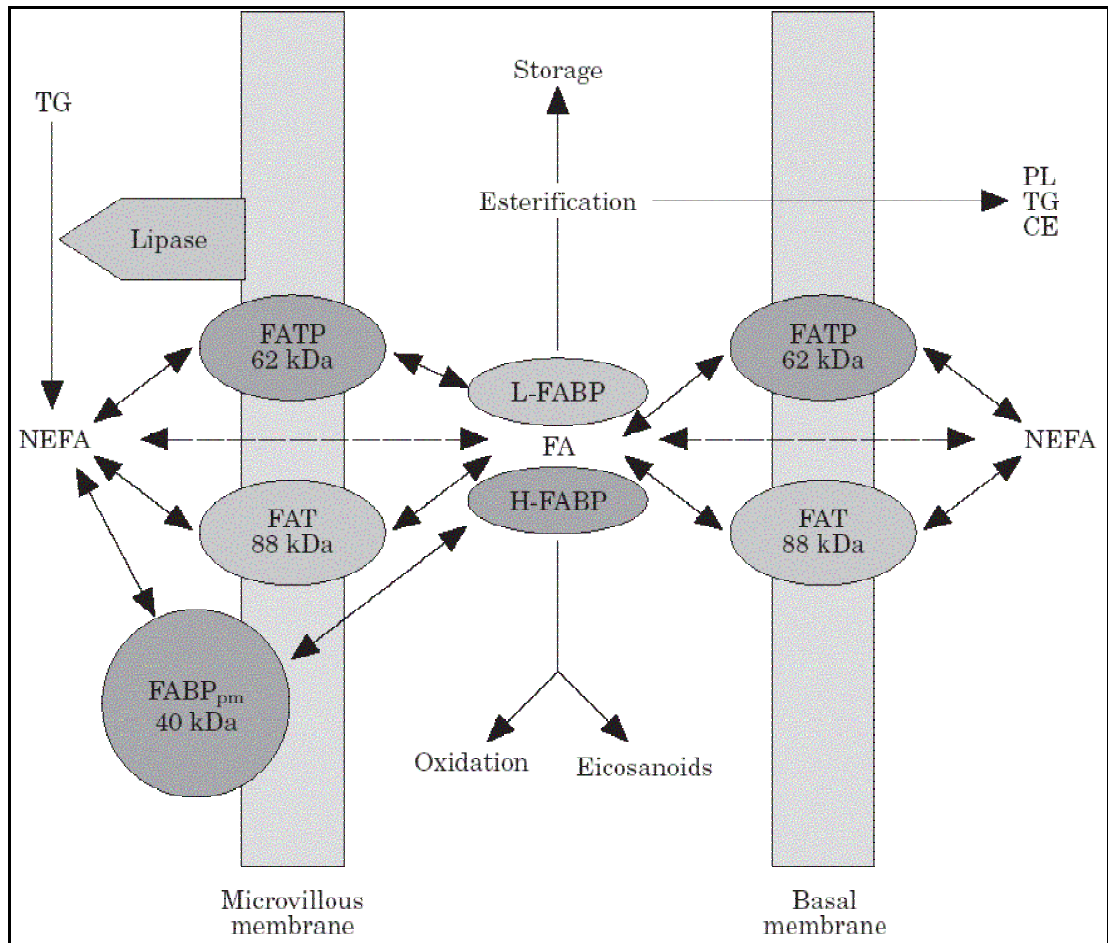 Storage
TG
Esterification
PL
TG
CE
Lipase
FATP
62 kDa
FATP
62 kDa
L-FABP
NEFA
FA
NEFA
H-FABP
FAT
88 kDa
FAT
88 kDa
FABPpm
40 kDa
Oxidation
Eicosanoids
Microvillous
membrane
Basal
membrane